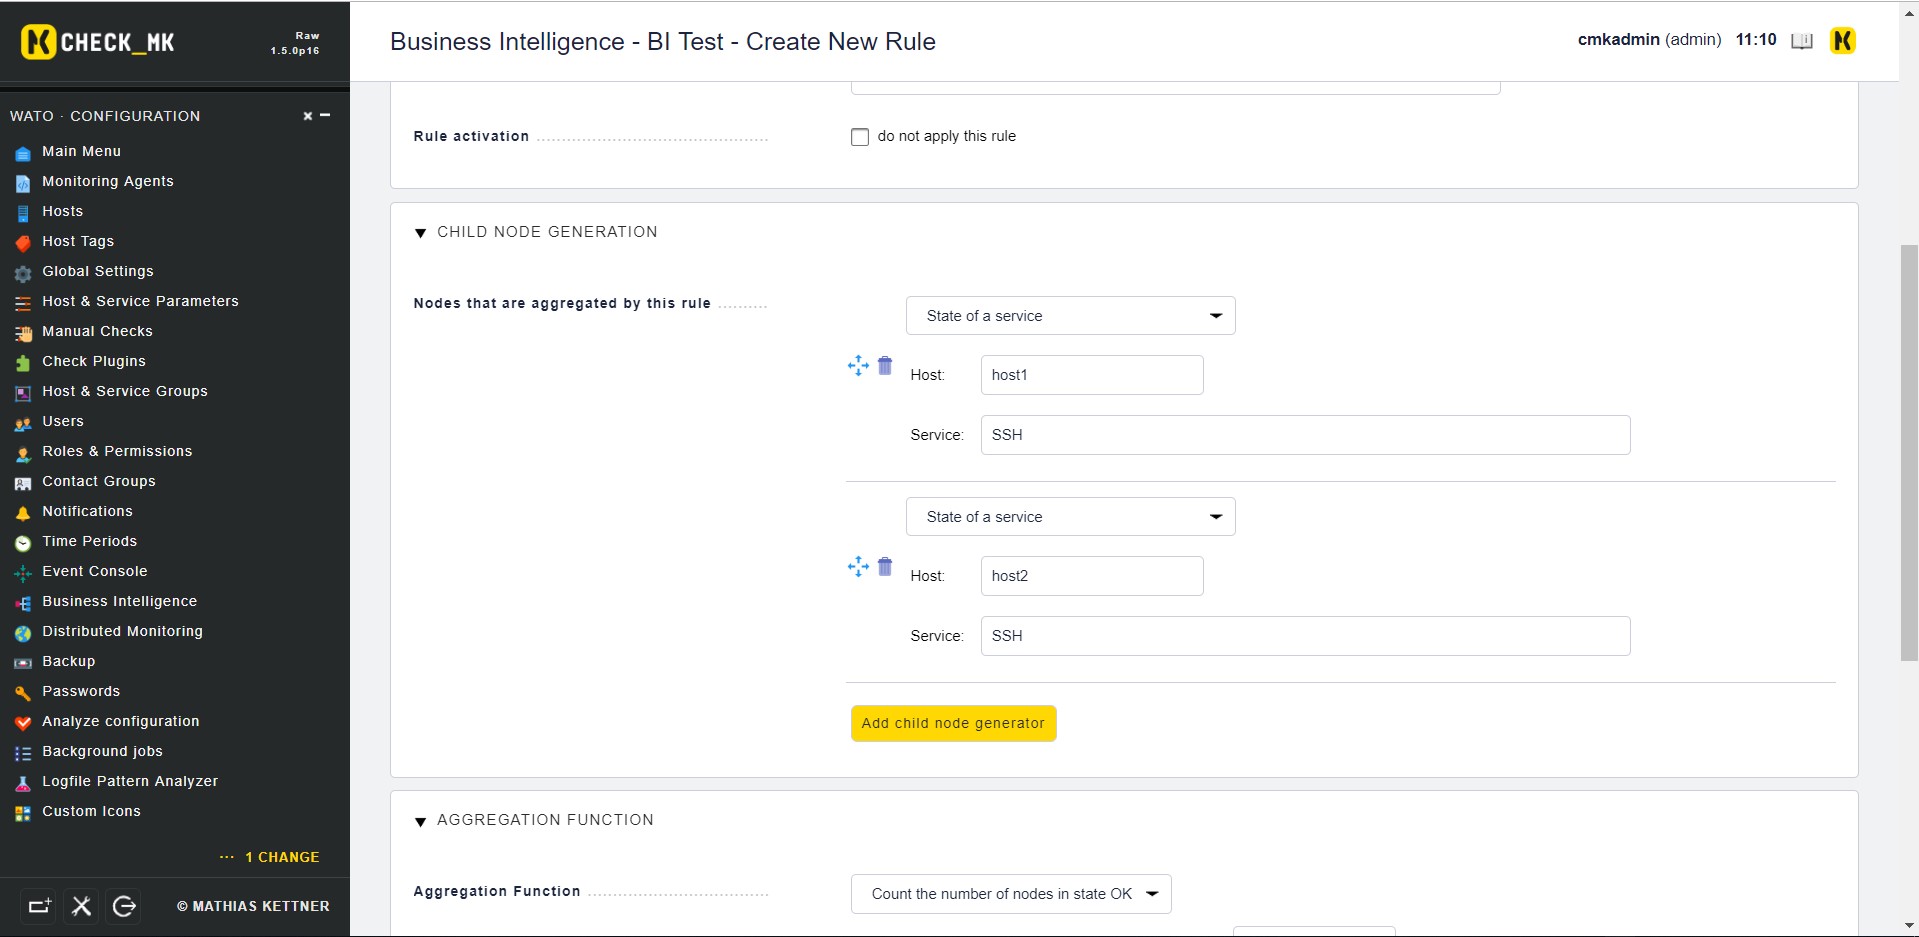 CHECK_MK
Raw
1.5.0p16
Business Intelligence - BI Test - Create New Rule
cmkadmin (admin) 11:10
WATO · CONFIGURATION
Main Menu
Monitoring Agents
Hosts
Host Tags
Global Settings
Host & Service Parameters
Manual Checks
Check Plugins
Host & Service Groups
Users
Roles & Permissions
Contact Groups
Notifications
Time Periods
Event Console
Business Intelligence
Distributed Monitoring
Backup
Passwords
Analyze configuration
Background jobs
Logfile Pattern Analyzer
Custom Icons
... 1 CHANGE
© MATHIAS KETTNER
Rule activation
do not apply this rule
CHILD NODE GENERATION
Nodes that are aggregated by this rule
State of a service
Host: host1
Service: SSH
State of a service
Host: host2
Service: SSH
Add child node generator
AGGREGATION FUNCTION
Aggregation Function
Count the number of nodes in state OK